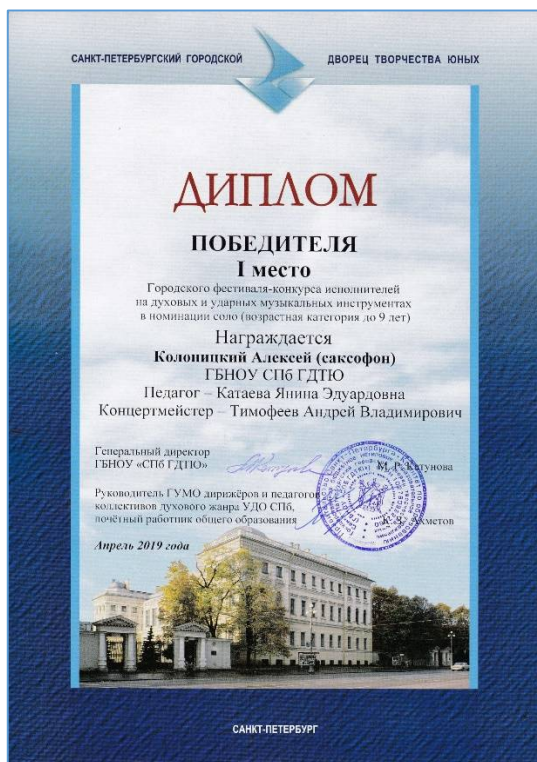 САНКТ-ПЕТЕРБУРГСКИЙ ГОРОДСКОЙ ДВОРЕЦ ТВОРЧЕСТВА ЮНЫХ
ДИПЛОМ
ПОБЕДИТЕЛЯ
I место
Городского фестиваля-конкурса исполнителей
на духовых и ударных музыкальных инструментах
в номинации соло (возрастная категория до 9 лет)
Награждается
Колоницкий Алексей (саксофон)
ГБНОУ СПб ГДТЮ
Педагог – Катаева Янина Эдуардовна
Концертмейстер – Тимофеев Андрей Владимирович
Генеральный директор
ГБНОУ «СПб ГДТЮ» М. Р. Катунова
Руководитель ГУМО дирижёров и педагогов
коллективов духового жанра УДО СПб,
почётный работник общего образования К. З. Ахметов
Апрель 2019 года
САНКТ-ПЕТЕРБУРГ